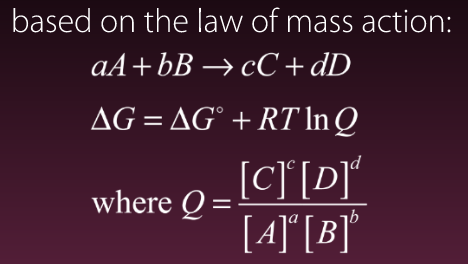 based on the law of mass action:
aA + bB → cC + dD
ΔG = ΔG° + RT ln Q
where Q = [C]ᶜ[D]ᵈ / [A]ᵃ[B]ᵇ